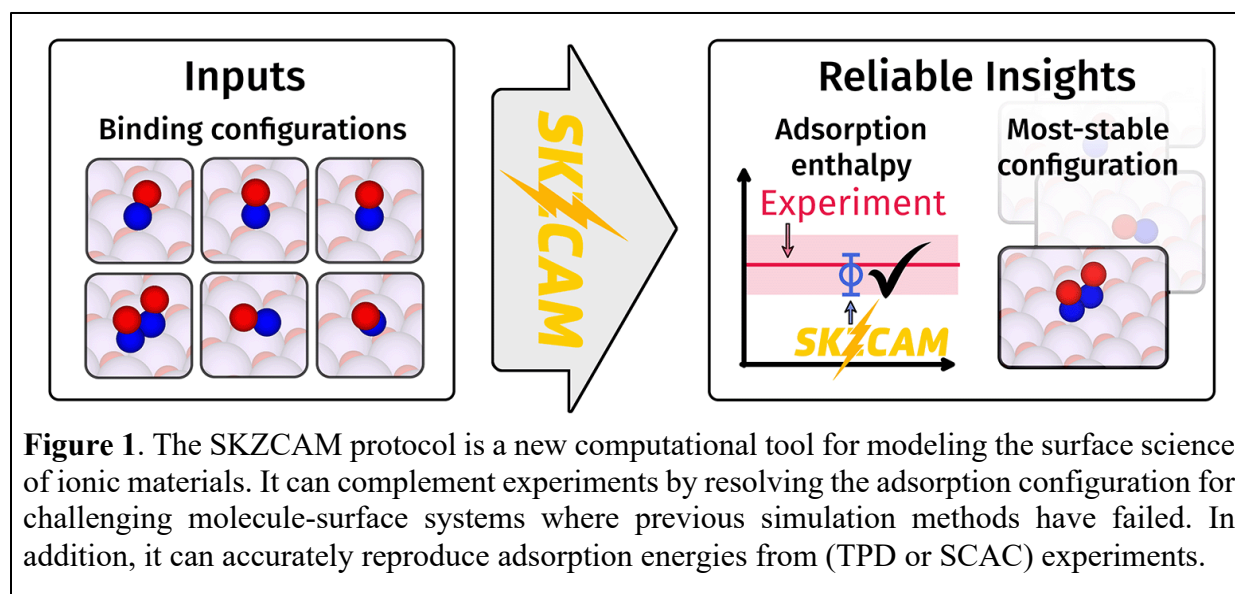 Inputs
Binding configurations
SKZCAM
Reliable Insights
Adsorption
enthalpy
Most-stable
configuration
Experiment
SKZCAM
Figure 1. The SKZCAM protocol is a new computational tool for modeling the surface science
of ionic materials. It can complement experiments by resolving the adsorption configuration for
challenging molecule-surface systems where previous simulation methods have failed. In
addition, it can accurately reproduce adsorption energies from (TPD or SCAC) experiments.